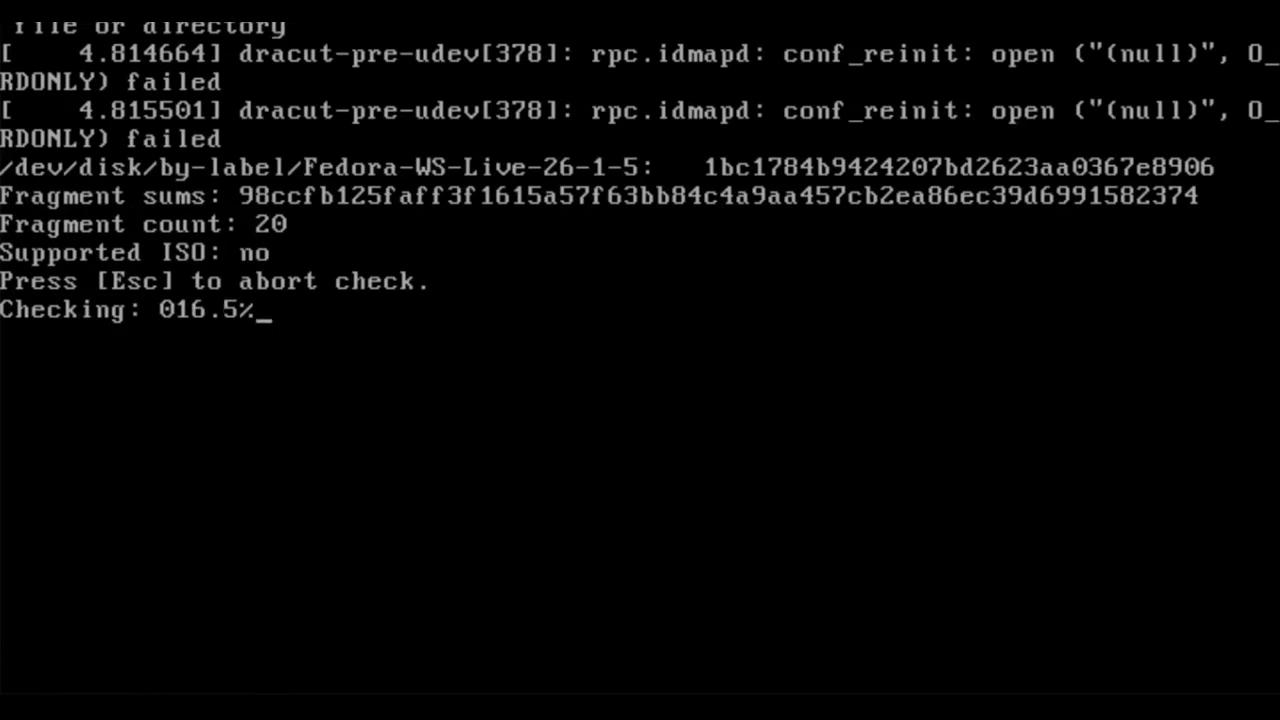 file or directory
[    4.814664] dracut-pre-udev[378]: rpc.idmapd: conf_reinit: open ("(null)", O_
RDONLY) failed
[    4.815501] dracut-pre-udev[378]: rpc.idmapd: conf_reinit: open ("(null)", O_
RDONLY) failed
/dev/disk/by-label/Fedora-WS-Live-26-1-5:   1bc1784b9424207bd2623aa0367e8906
Fragment sums: 98ccfb125faff3f1615a57f63bb84c4a9aa457cb2ea86ec39d6991582374
Fragment count: 20
Supported ISO: no
Press [Esc] to abort check.
Checking: 016.5%_